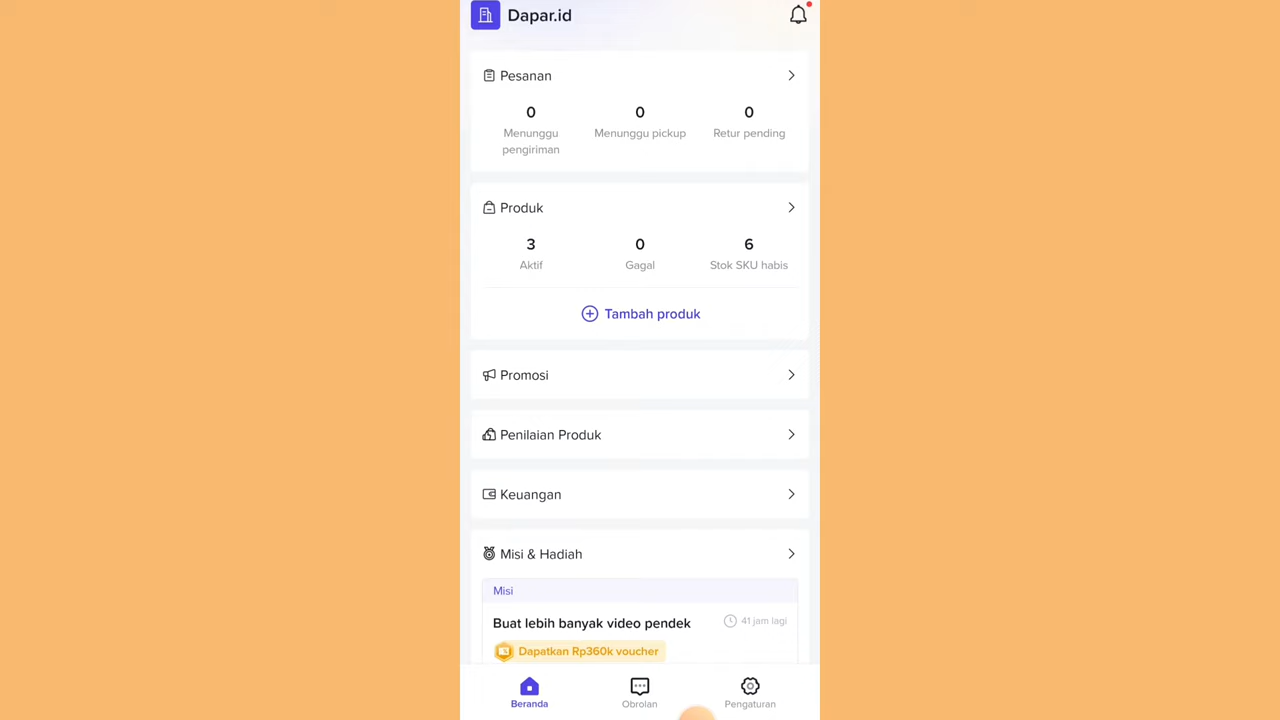 Dapar.id
Pesanan
0 0 0
Menunggu pengiriman
Menunggu pickup
Retur pending
Produk
3 0 6
Aktif Gagal Stok SKU habis
Tambah produk
Promosi
Penilaian Produk
Keuangan
Misi & Hadiah
Misi
Buat lebih banyak video pendek
41 jam lagi
Dapatkan Rp360k voucher
Beranda Obrolan Pengaturan